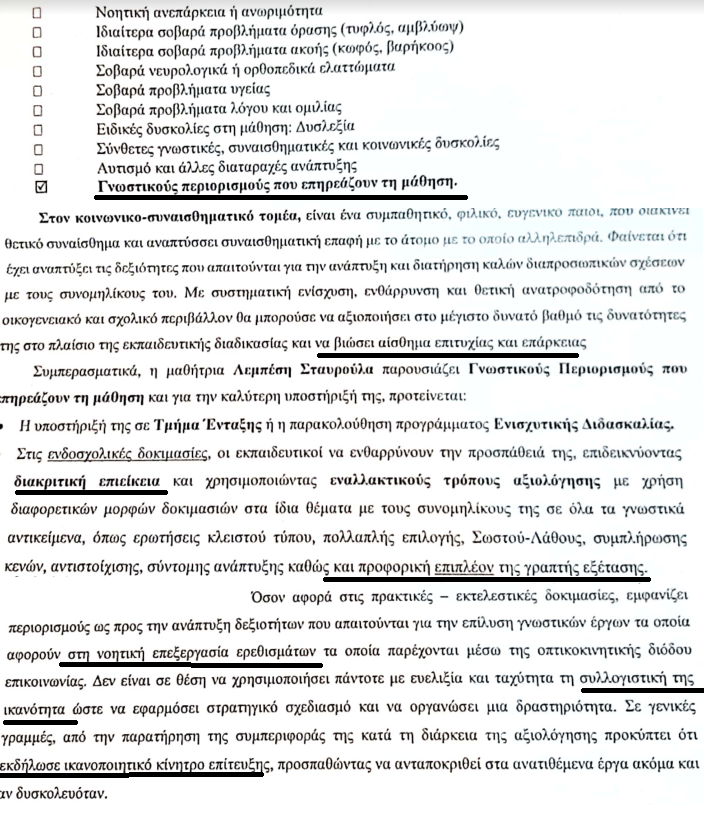 ☐ Νοητική ανεπάρκεια ή ανωριμότητα
☐ Ιδιαίτερα σοβαρά προβλήματα όρασης (τυφλός, αμβλύωψ)
☐ Ιδιαίτερα σοβαρά προβλήματα ακοής (κωφός, βαρήκοος)
☐ Σοβαρά νευρολογικά ή ορθοπεδικά ελαττώματα
☐ Σοβαρά προβλήματα υγείας
☐ Σοβαρά προβλήματα λόγου και ομιλίας
☐ Ειδικές δυσκολίες στη μάθηση: Δυσλεξία
☐ Σύνθετες γνωστικές, συναισθηματικές και κοινωνικές δυσκολίες
☐ Αυτισμό και άλλες διαταραχές ανάπτυξης
☑ Γνωστικούς περιορισμούς που επηρεάζουν τη μάθηση.
Στον κοινωνικο-συναισθηματικό τομέα, είναι ένα συμπαθητικό, φιλικό, ευγενικό παιδί, που διακινεί
θετικό συναίσθημα και αναπτύσσει συναισθηματική επαφή με το άτομο με το οποίο αλληλεπιδρά. Φαίνεται ότι
έχει αναπτύξει τις δεξιότητες που απαιτούνται για την ανάπτυξη και διατήρηση καλών διαπροσωπικών σχέσεων
με τους συνομηλίκους του. Με συστηματική ενίσχυση, ενθάρρυνση και θετική ανατροφοδότηση από το
οικογενειακό και σχολικό περιβάλλον θα μπορούσε να αξιοποιήσει στο μέγιστο δυνατό βαθμό τις δυνατότητες
της στο πλαίσιο της εκπαιδευτικής διαδικασίας και να βιώσει αίσθημα επιτυχίας και επάρκειας
Συμπερασματικά, η μαθήτρια Λεμπέση Σταυρούλα παρουσιάζει Γνωστικούς Περιορισμούς που
επηρεάζουν τη μάθηση και για την καλύτερη υποστήριξή της, προτείνεται:
• Η υποστήριξή της σε Τμήμα Ένταξης ή η παρακολούθηση προγράμματος Ενισχυτικής Διδασκαλίας.
Στις ενδοσχολικές δοκιμασίες, οι εκπαιδευτικοί να ενθαρρύνουν την προσπάθειά της, επιδεικνύοντας
διακριτική επιείκεια και χρησιμοποιώντας εναλλακτικούς τρόπους αξιολόγησης με χρήση
διαφορετικών μορφών δοκιμασιών στα ίδια θέματα με τους συνομηλίκους της σε όλα τα γνωστικά
αντικείμενα, όπως ερωτήσεις κλειστού τύπου, πολλαπλής επιλογής, Σωστού-Λάθους, συμπλήρωσης
κενών, αντιστοίχισης, σύντομης ανάπτυξης καθώς και προφορική επιπλέον της γραπτής εξέτασης.
Όσον αφορά στις πρακτικές – εκτελεστικές δοκιμασίες, εμφανίζει
περιορισμούς ως προς την ανάπτυξη δεξιοτήτων που απαιτούνται για την επίλυση γνωστικών έργων τα οποία
αφορούν στη νοητική επεξεργασία ερεθισμάτων τα οποία παρέχονται μέσω της οπτικοκινητικής διόδου
επικοινωνίας. Δεν είναι σε θέση να χρησιμοποιήσει πάντοτε με ευελιξία και ταχύτητα τη συλλογιστική της
ικανότητα ώστε να εφαρμόσει στρατηγικό σχεδιασμό και να οργανώσει μια δραστηριότητα. Σε γενικές
γραμμές, από την παρατήρηση της συμπεριφοράς της κατά τη διάρκεια της αξιολόγησης προκύπτει ότι
εκδήλωσε ικανοποιητικό κίνητρο επίτευξης, προσπαθώντας να ανταποκριθεί στα ανατιθέμενα έργα ακόμα και
αν δυσκολευόταν.